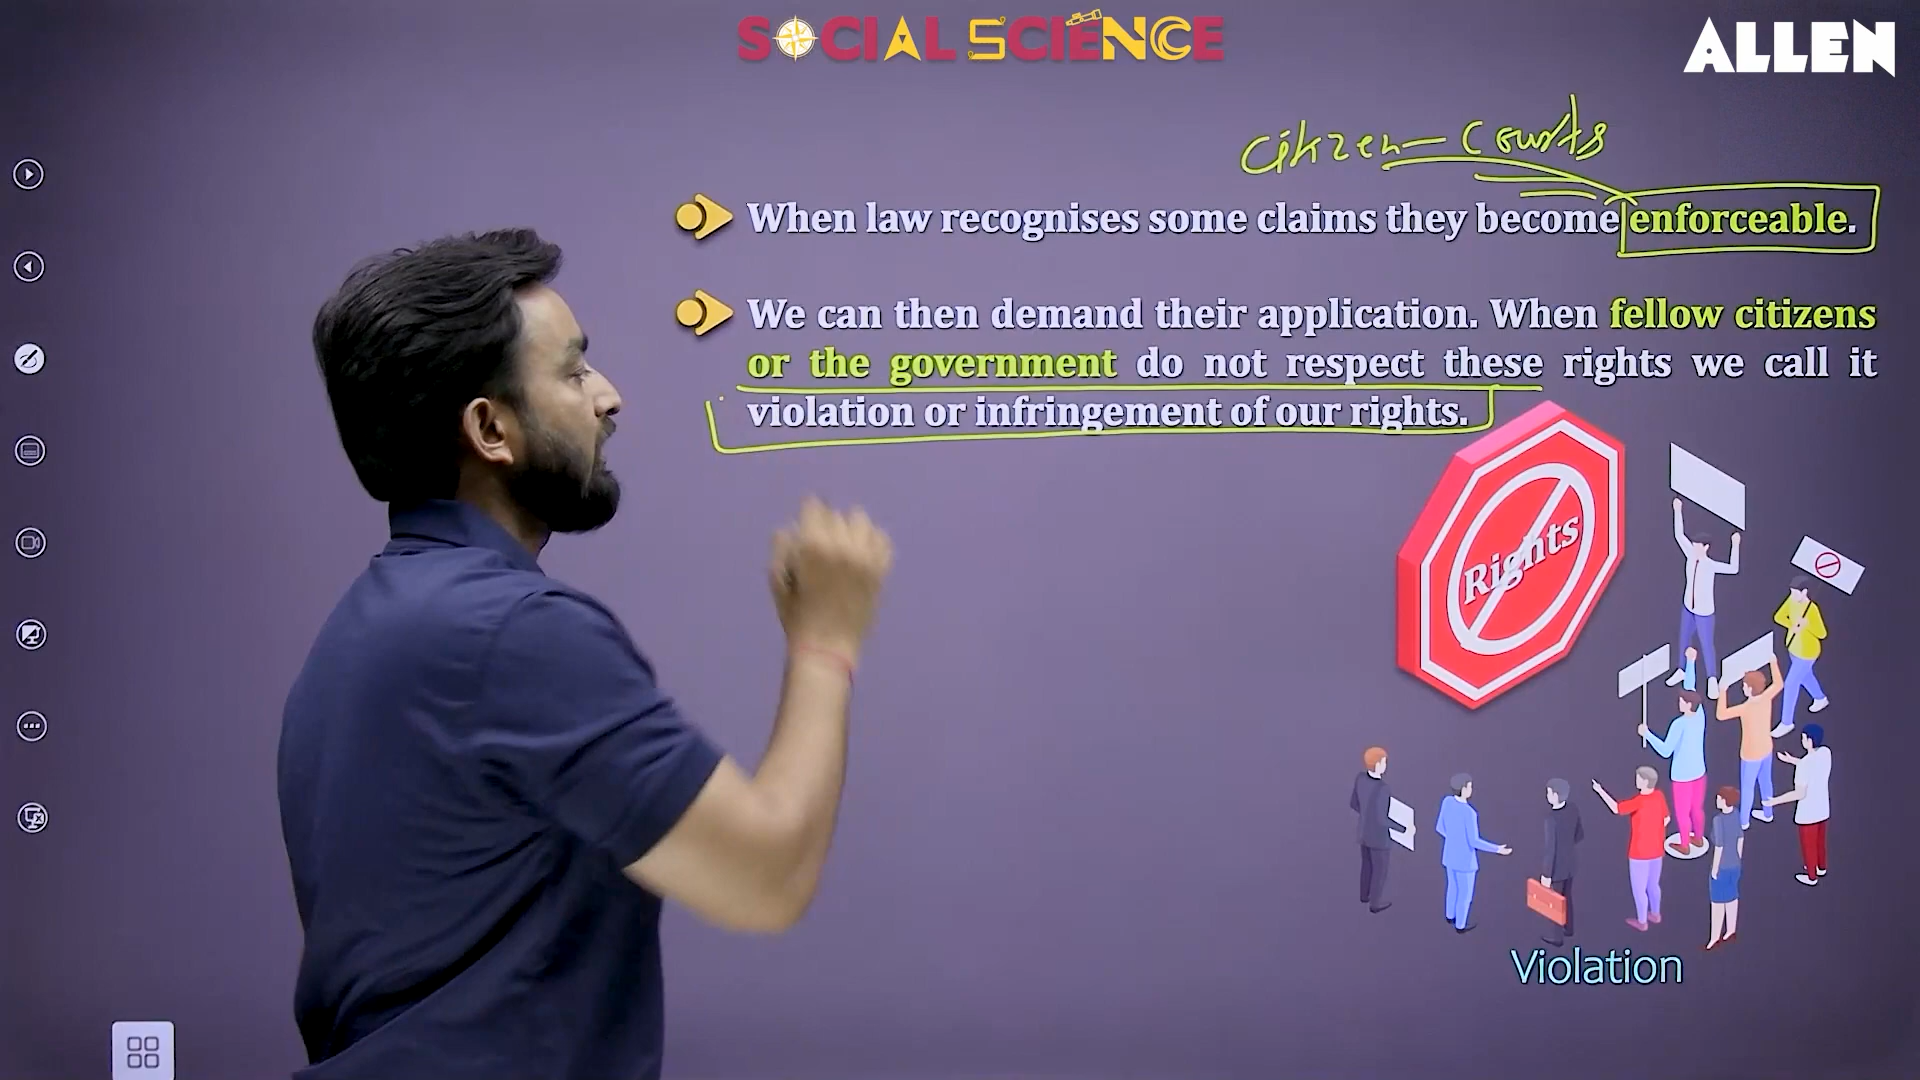 SOCIAL SCIENCE
ALLEN
Citizen - Courts
When law recognises some claims they become enforceable.
We can then demand their application. When fellow citizens
or the government do not respect these rights we call it
violation or infringement of our rights.
Rights
Violation